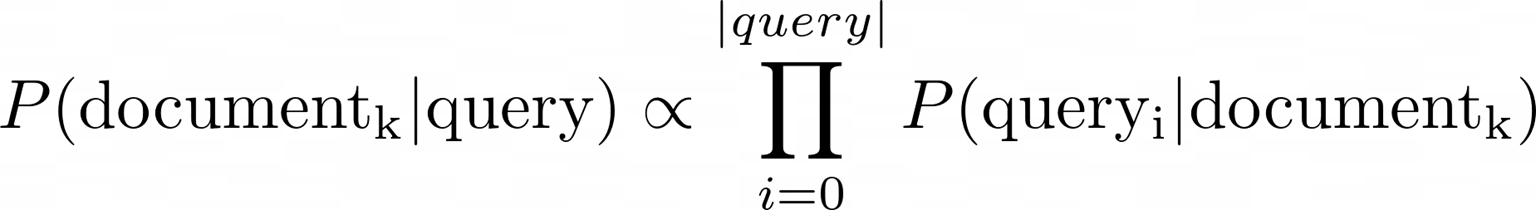 P(document_k|query) ∝ ∏_{i=0}^{|query|} P(query_i|document_k)